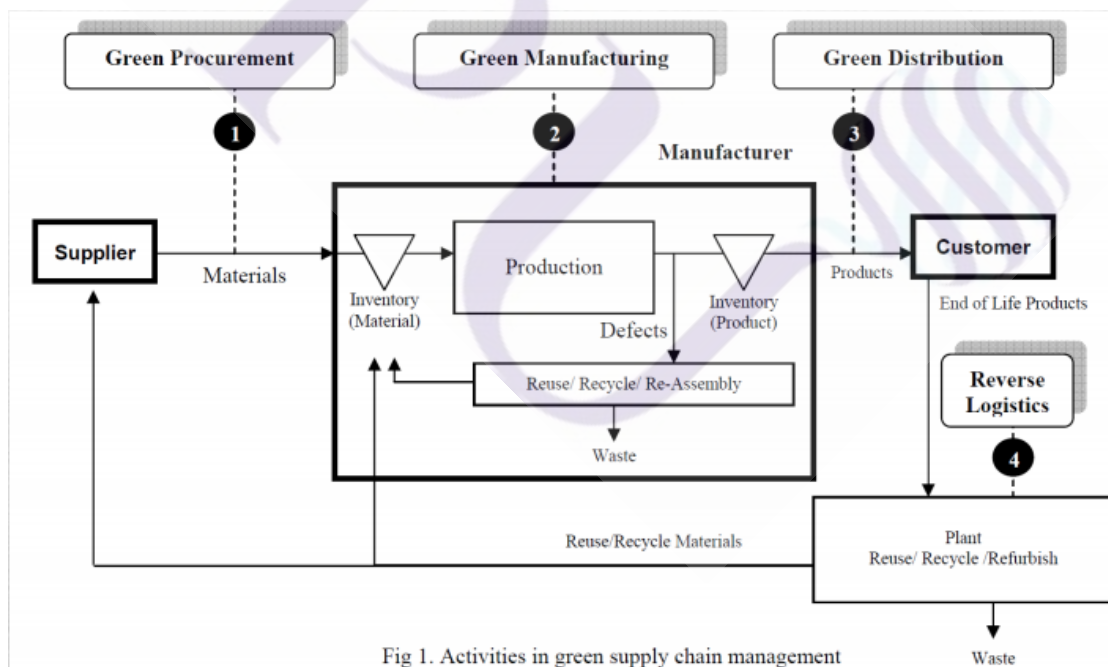 Green Procurement
Green Manufacturing
Green Distribution
1
2
3
Manufacturer
Supplier
Materials
Inventory
(Material)
Production
Defects
Inventory
(Product)
Products
Customer
End of Life Products
Reuse/ Recycle/ Re-Assembly
Waste
Reverse
Logistics
4
Reuse/Recycle Materials
Plant
Reuse/ Recycle /Refurbish
Waste
Fig 1. Activities in green supply chain management